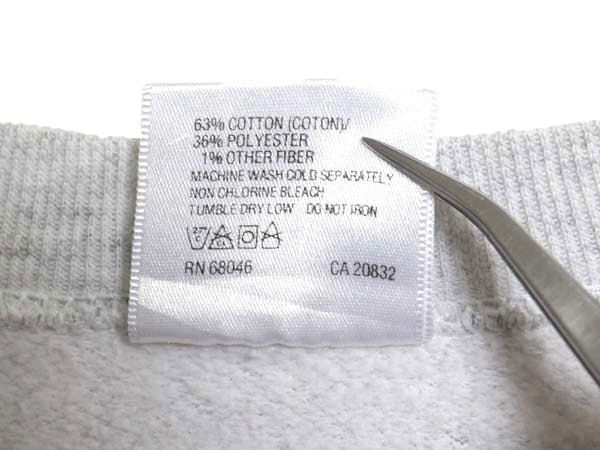 63% COTTON (COTON)/
36% POLYESTER
1% OTHER FIBER
MACHINE WASH COLD SEPARATELY
NON CHLORINE BLEACH
TUMBLE DRY LOW DO NOT IRON
RN 68046 CA 20832